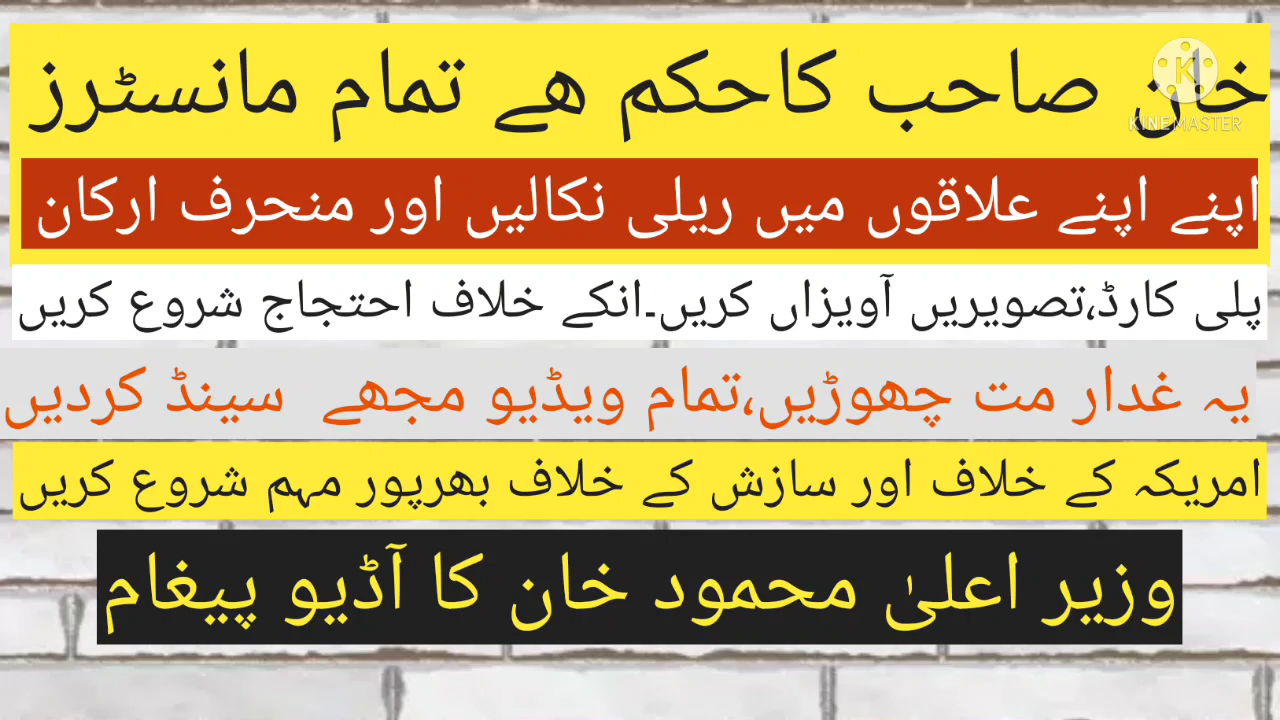 خان صاحب کاحکم ھے تمام مانسٹرز
KINEMASTER
اپنے اپنے علاقوں میں ریلی نکالیں اور منحرف ارکان
پلی کارڈ،تصویریں آویزاں کریں۔انکے خلاف احتجاج شروع کریں
یہ غدار مت چھوڑیں،تمام ویڈیو مجھے سینڈ کردیں
امریکہ کے خلاف اور سازش کے خلاف بھرپور مہم شروع کریں
وزیر اعلیٰ محمود خان کا آڈیو پیغام